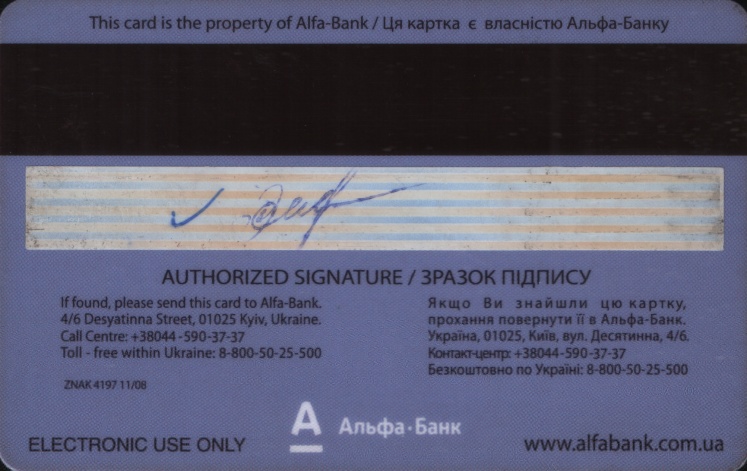 This card is the property of Alfa-Bank / Ця картка є власністю Альфа-Банку
AUTHORIZED SIGNATURE / ЗРАЗОК ПІДПИСУ
If found, please send this card to Alfa-Bank.
4/6 Desyatinna Street, 01025 Kyiv, Ukraine.
Call Centre: +38044-590-37-37
Toll - free within Ukraine: 8-800-50-25-500
ZNAK 4197 11/08
Якщо Ви знайшли цю картку,
прохання повернути її в Альфа-Банк.
Україна, 01025, Київ, вул. Десятинна, 4/6.
Контакт-центр: +38044-590-37-37
Безкоштовно по Україні: 8-800-50-25-500
А Альфа·Банк
ELECTRONIC USE ONLY
www.alfabank.com.ua